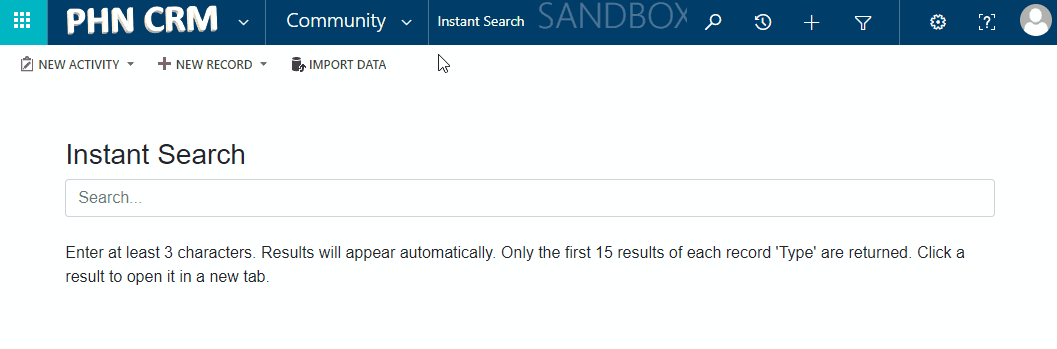 PHN CRM Community Instant Search SANDBOX
NEW ACTIVITY NEW RECORD IMPORT DATA
Instant Search
Search...
Enter at least 3 characters. Results will appear automatically. Only the first 15 results of each record 'Type' are returned. Click a
result to open it in a new tab.